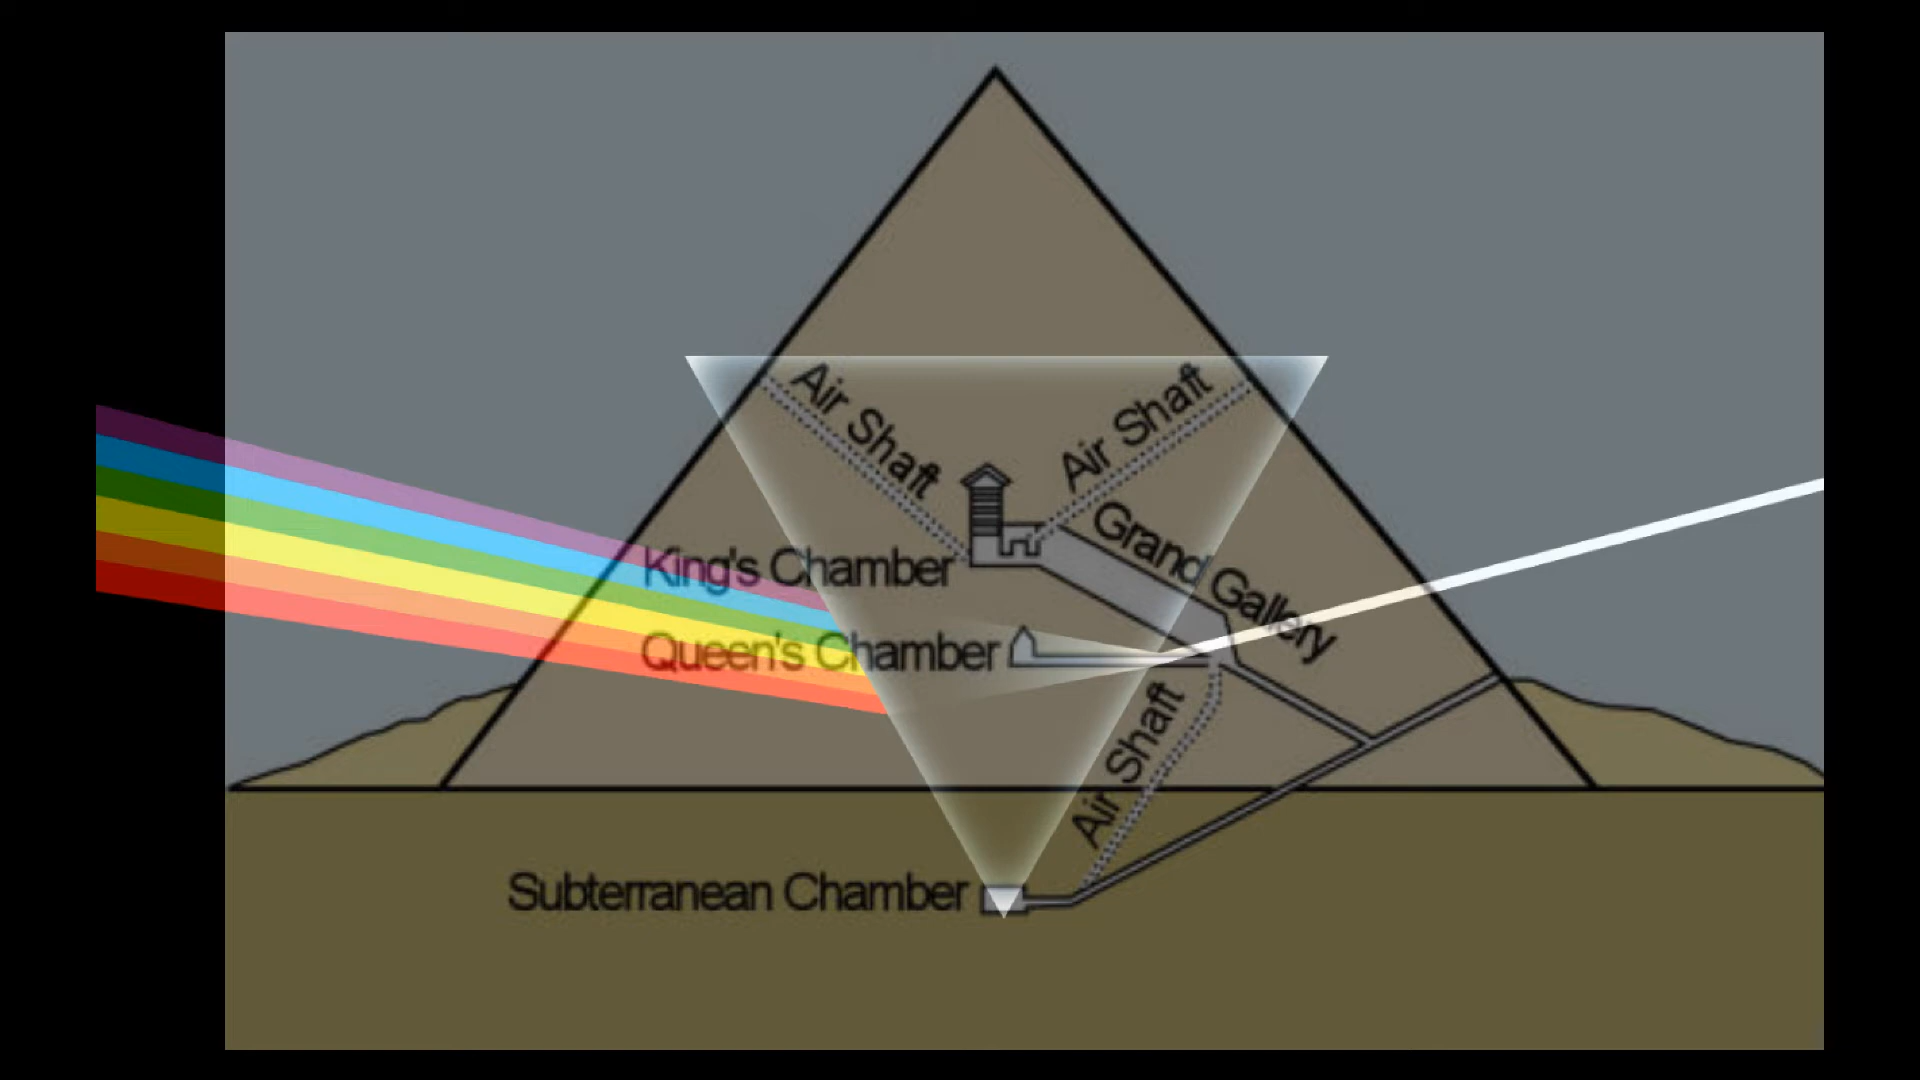 Air Shaft
Air Shaft
Grand Gallery
King's Chamber
Queen's Chamber
Air Shaft
Subterranean Chamber